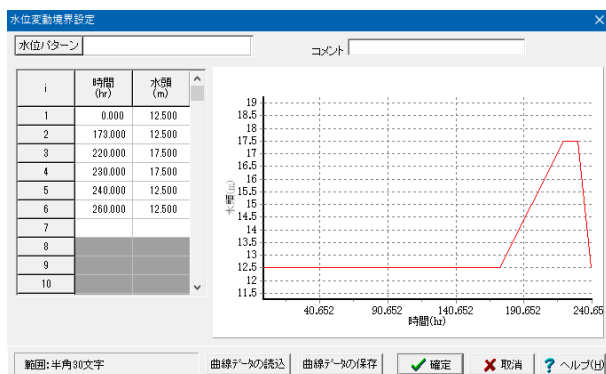 水位変動境界設定
水位パターン
コメント
i 時間(hr) 水頭(m)
1 0.000 12.500
2 173.000 12.500
3 220.000 17.500
4 230.000 17.500
5 240.000 12.500
6 260.000 12.500
7
8
9
10
19
18.5
18
17.5
17
16.5
16
15.5
15
14.5
14
13.5
13
12.5
12
11.5
水頭(m)
40.652 90.652 140.652 190.652 240.65
時間(hr)
範囲:半角30文字
曲線データの読込
曲線データの保存
確定
取消
ヘルプ(H)